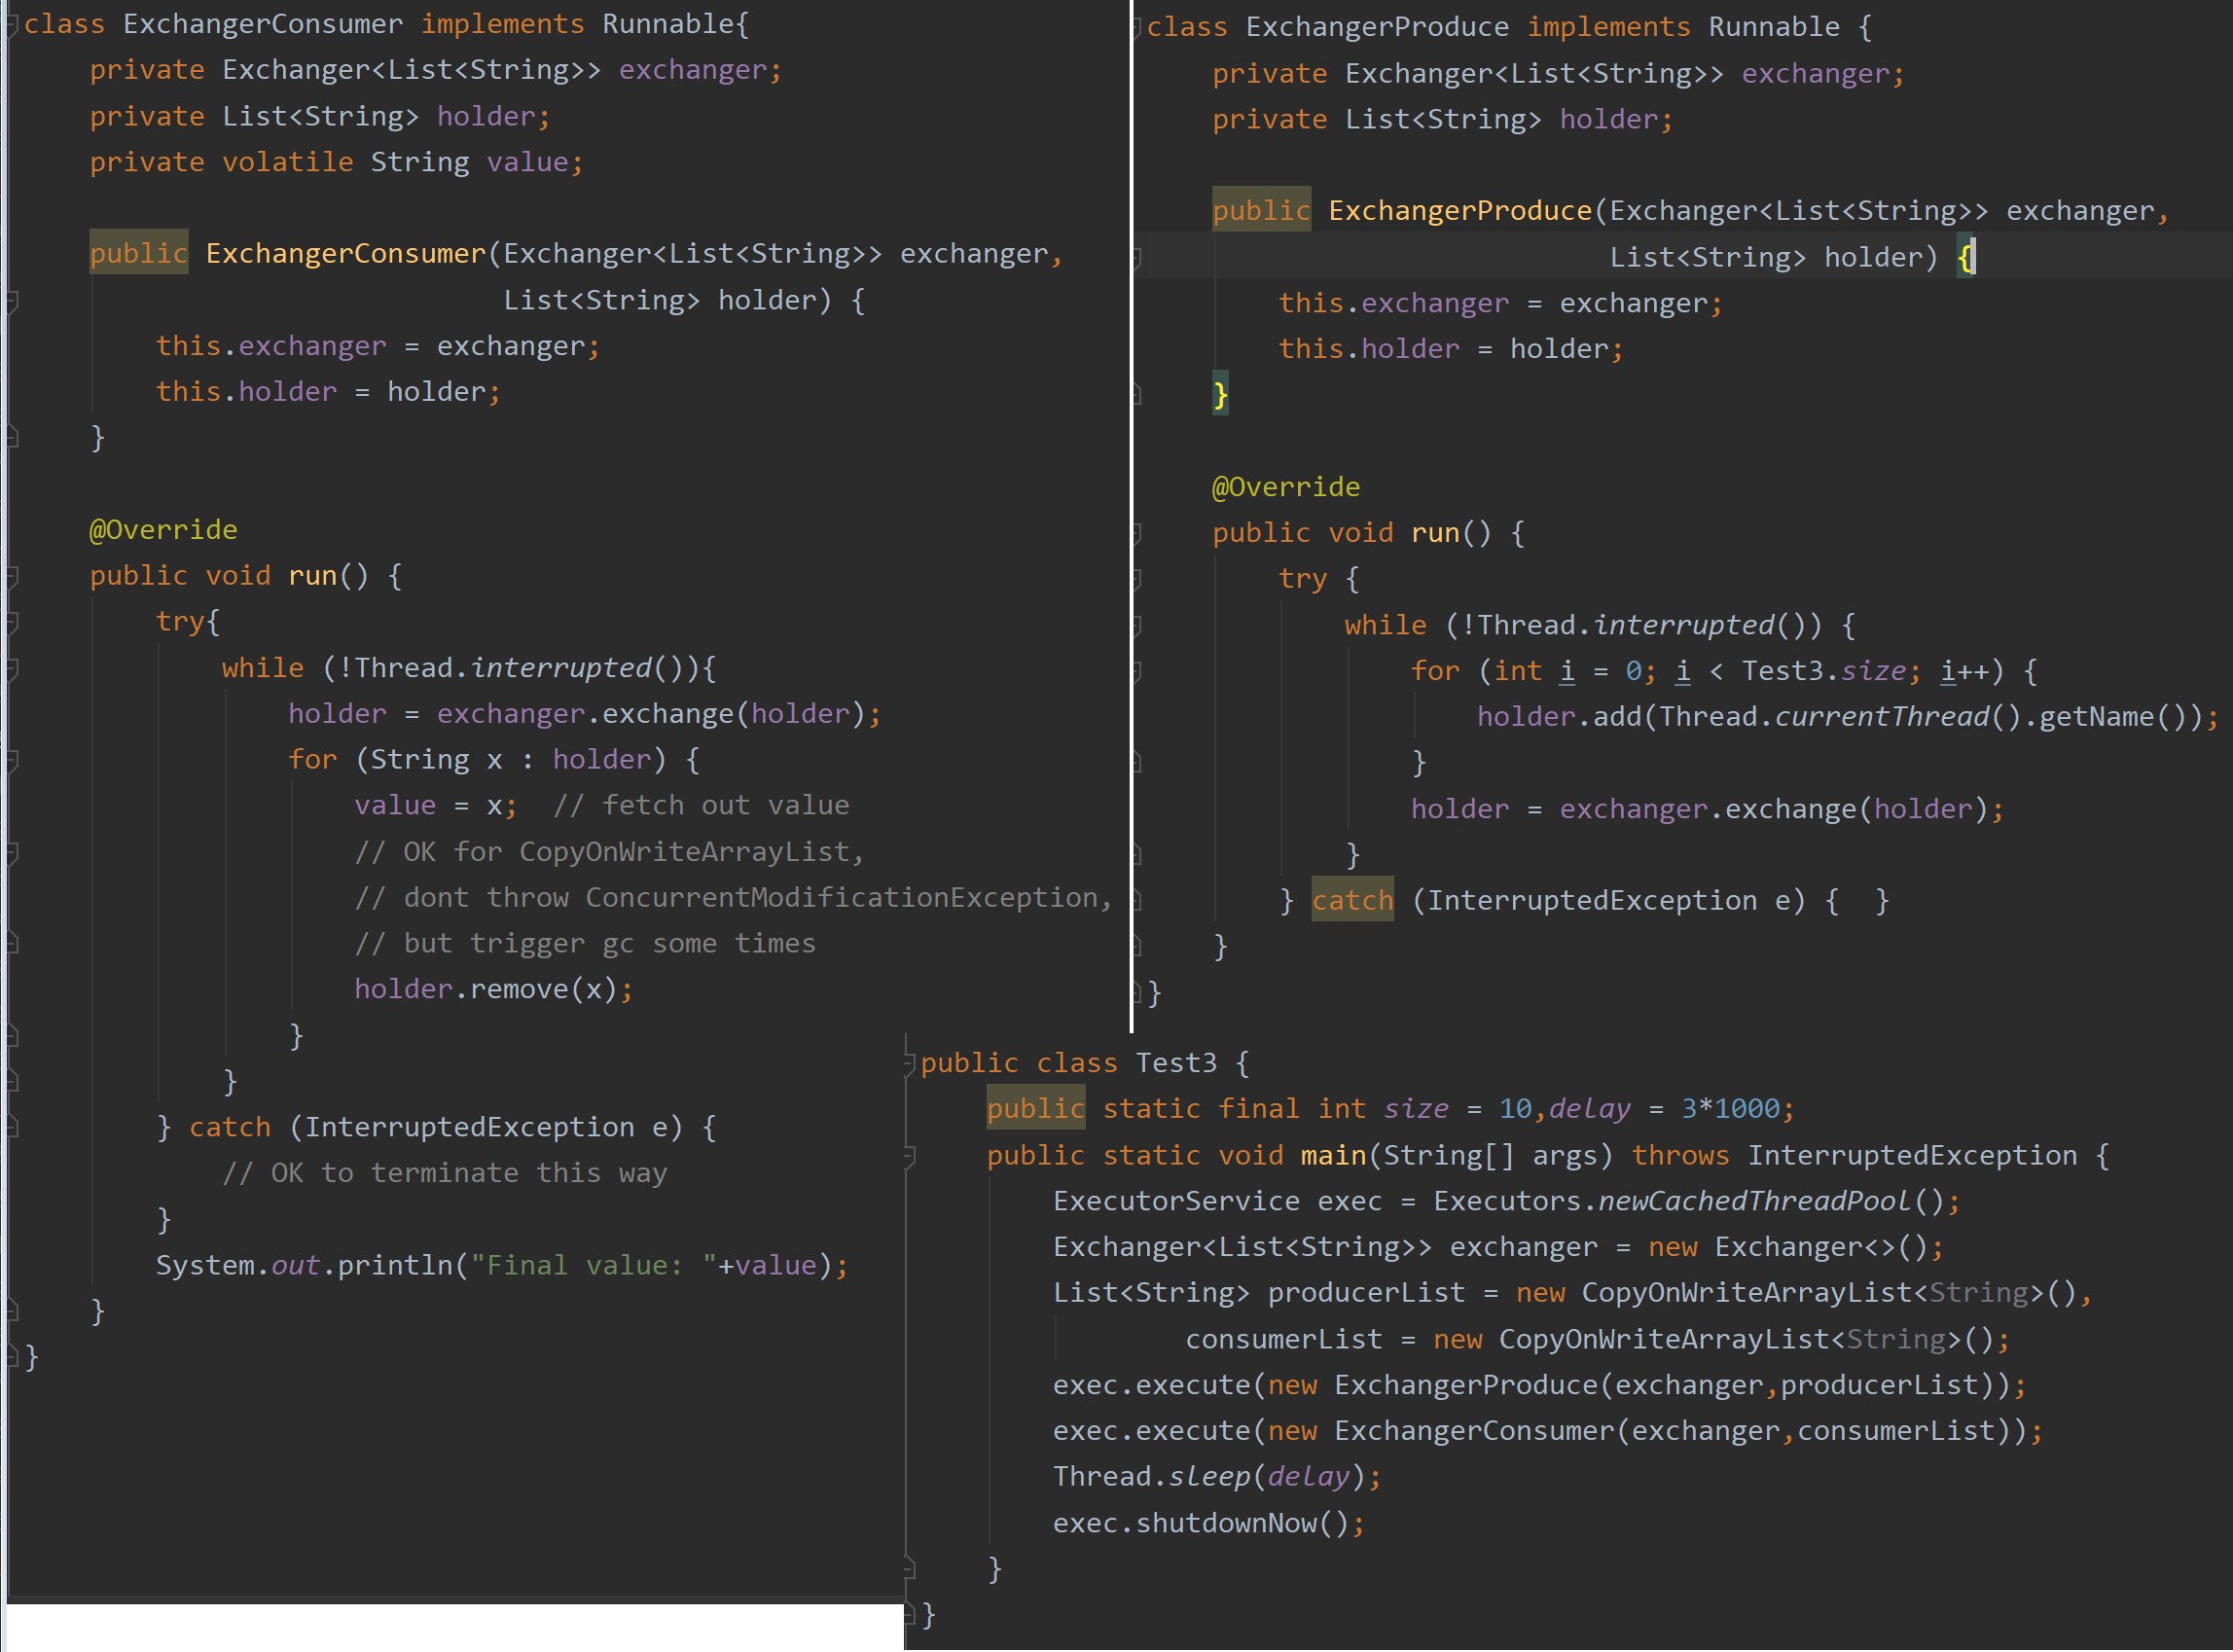 class ExchangerConsumer implements Runnable{
    private Exchanger<List<String>> exchanger;
    private List<String> holder;
    private volatile String value;
    public ExchangerConsumer(Exchanger<List<String>> exchanger,
                             List<String> holder) {
        this.exchanger = exchanger;
        this.holder = holder;
    }
    @Override
    public void run() {
        try{
            while (!Thread.interrupted()){
                holder = exchanger.exchange(holder);
                for (String x : holder) {
                    value = x;  // fetch out value
                    // OK for CopyOnWriteArrayList,
                    // dont throw ConcurrentModificationException,
                    // but trigger gc some times
                    holder.remove(x);
                }
            }
        } catch (InterruptedException e) {
            // OK to terminate this way
        }
        System.out.println("Final value: "+value);
    }
}
class ExchangerProduce implements Runnable {
    private Exchanger<List<String>> exchanger;
    private List<String> holder;
    public ExchangerProduce(Exchanger<List<String>> exchanger,
                            List<String> holder) {
        this.exchanger = exchanger;
        this.holder = holder;
    }
    @Override
    public void run() {
        try {
            while (!Thread.interrupted()) {
                for (int i = 0; i < Test3.size; i++) {
                    holder.add(Thread.currentThread().getName());
                }
                holder = exchanger.exchange(holder);
            }
        } catch (InterruptedException e) {  }
    }
}
public class Test3 {
    public static final int size = 10,delay = 3*1000;
    public static void main(String[] args) throws InterruptedException {
        ExecutorService exec = Executors.newCachedThreadPool();
        Exchanger<List<String>> exchanger = new Exchanger<>();
        List<String> producerList = new CopyOnWriteArrayList<String>(),
                consumerList = new CopyOnWriteArrayList<String>();
        exec.execute(new ExchangerProduce(exchanger,producerList));
        exec.execute(new ExchangerConsumer(exchanger,consumerList));
        Thread.sleep(delay);
        exec.shutdownNow();
    }
}